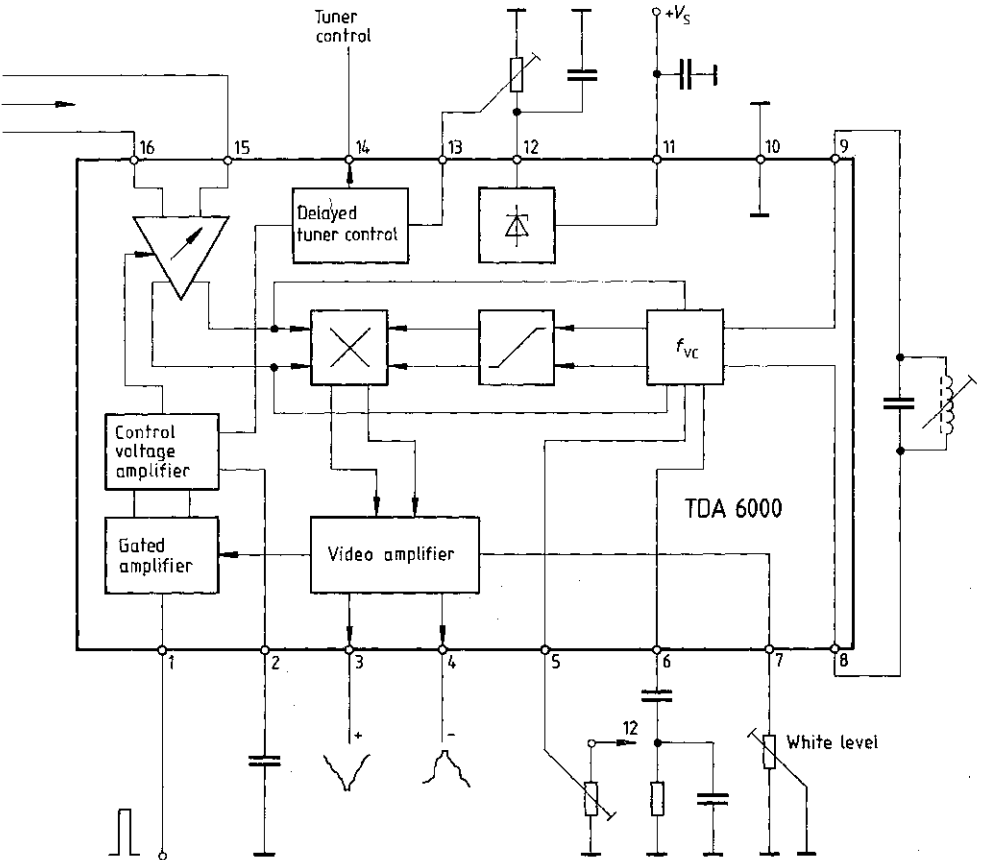 Tuner
control
+Vs
16
15
14
13
12
11
10
9
Delayed
tuner control
fVC
Control
voltage
amplifier
TDA 6000
Gated
amplifier
Video amplifier
1
2
3
4
5
6
7
8
+
-
12
White level